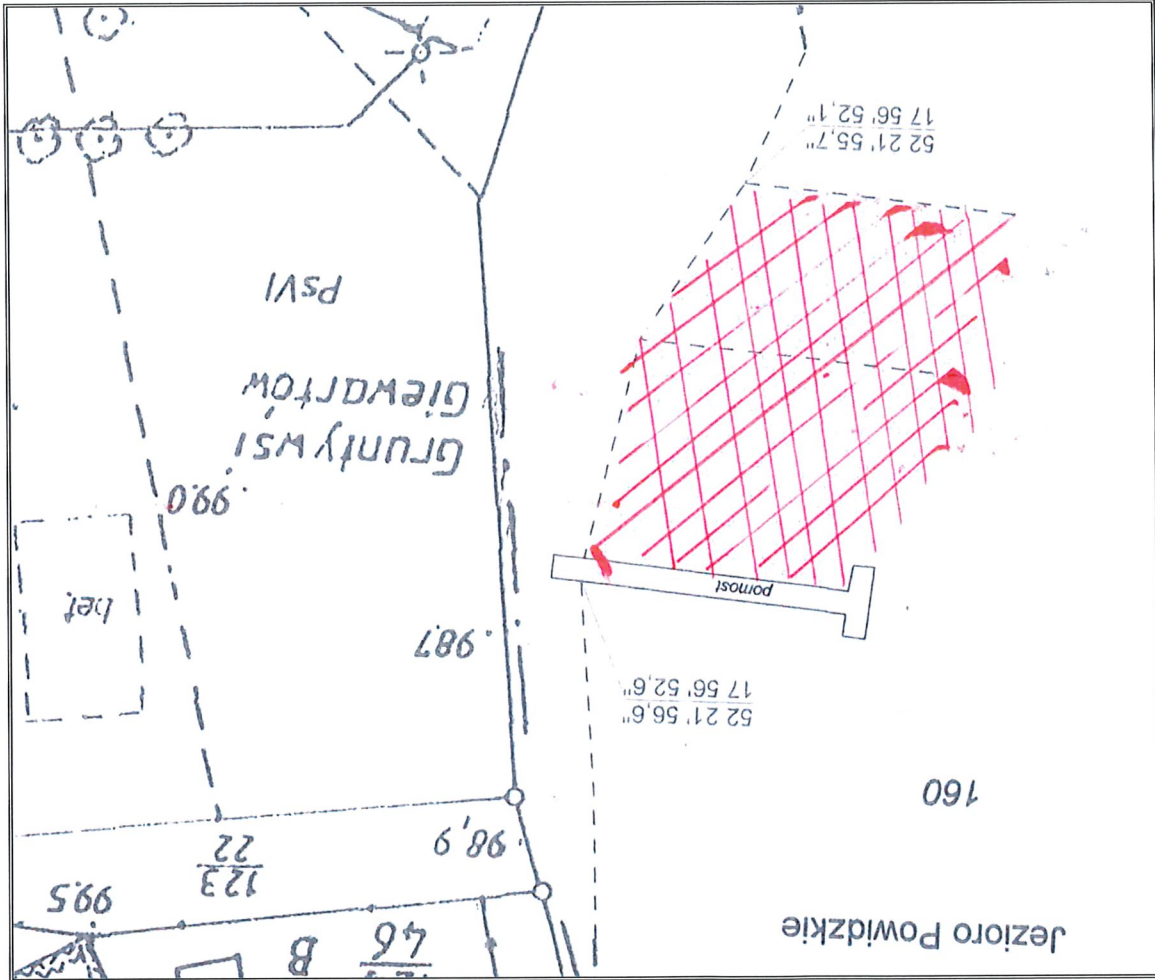 Jezioro Powidzkie
160
46
B
99.5
123
22
98,9
52 21' 56,6"
17 56' 52,6"
pomost
98.7
bet
99.0
Grunty wsi
Giewartów
PsVI
52 21' 55,7"
17 56' 52,1"